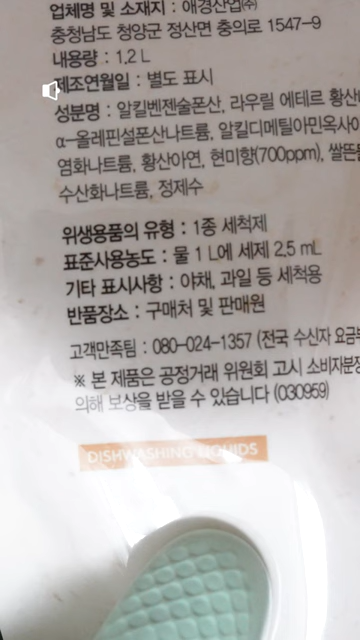 업체명 및 소재지 : 애경산업㈜
충청남도 청양군 정산면 충의로 1547-9
내용량 : 1.2 L
제조연월일 : 별도 표시
성분명 : 알킬벤젠술폰산, 라우릴 에테르 황산
α-올레핀설폰산나트륨, 알킬디메틸아민옥사이
염화나트륨, 황산아연, 현미향(700ppm), 쌀뜨물
수산화나트륨, 정제수
위생용품의 유형 : 1종 세척제
표준사용농도 : 물 1 L에 세제 2.5 mL
기타 표시사항 : 야채, 과일 등 세척용
반품장소 : 구매처 및 판매원
고객만족팀 : 080-024-1357 (전국 수신자 요금부
※ 본 제품은 공정거래 위원회 고시 소비자분쟁
의해 보상을 받을 수 있습니다 (030959)
DISHWASHING LIQUIDS